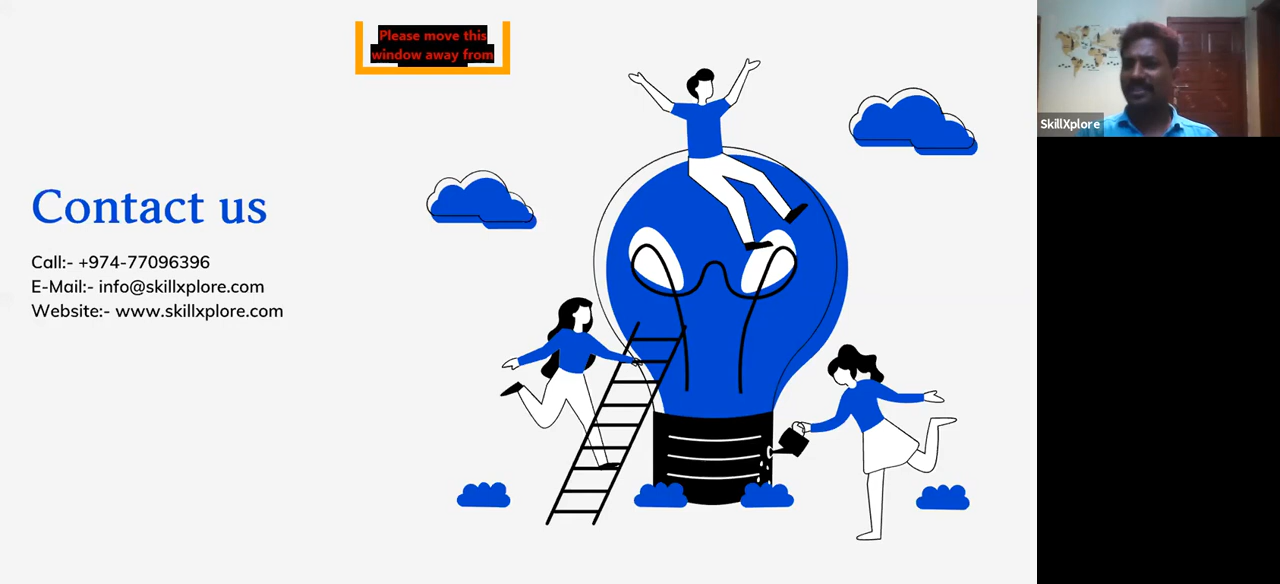 Please move this
window away from
SkillXplore
Contact us
Call:- +974-77096396
E-Mail:- info@skillxplore.com
Website:- www.skillxplore.com